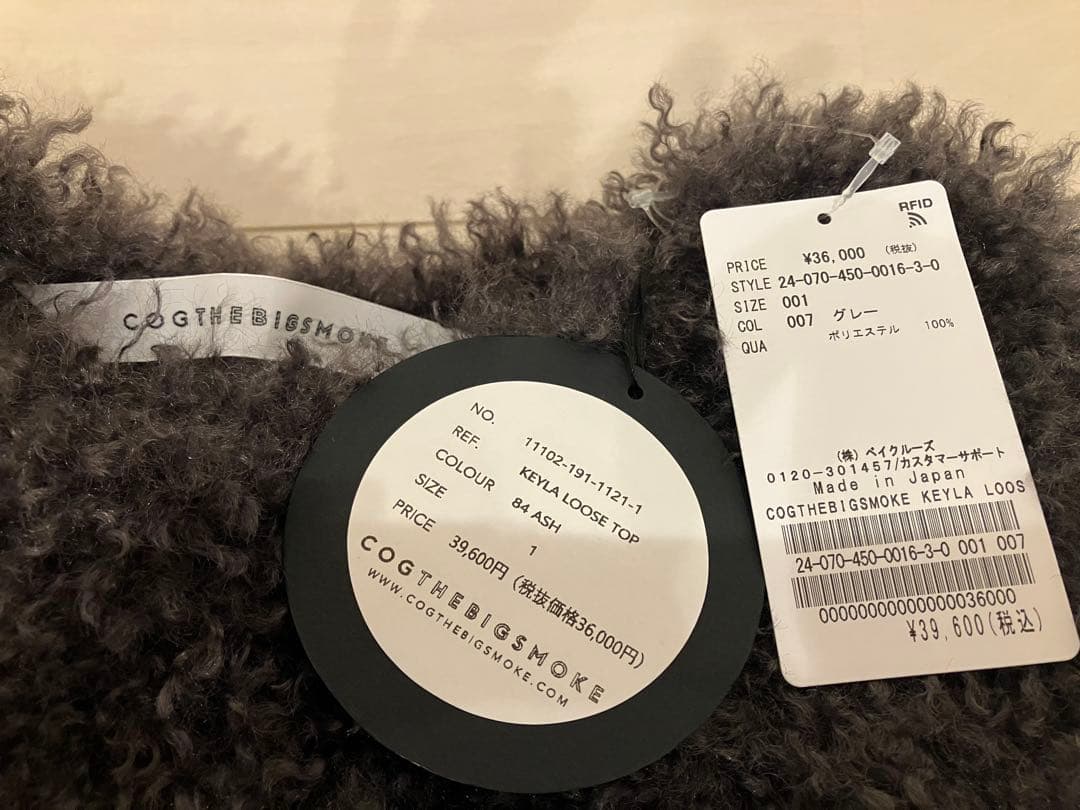 COGTHEBIGSMOKE
NO. 11102-191-1121-1
REF. KEYLA LOOSE TOP
COLOUR 84 ASH
SIZE 1
PRICE 39,600円 (税抜価格36,000円)
COGTHEBIGSMOKE
WWW.COGTHEBIGSMOKE.COM
RFID
PRICE ¥36,000 (税抜)
STYLE 24-070-450-0016-3-0
SIZE 001
COL 007 グレー
QUA ポリエステル 100%
(株) ベイクルーズ
0120-301457/カスタマーサポート
Made in Japan
COGTHEBIGSMOKE KEYLA LOOS
24-070-450-0016-3-0 001 007
00000000000000036000
¥39,600(税込)